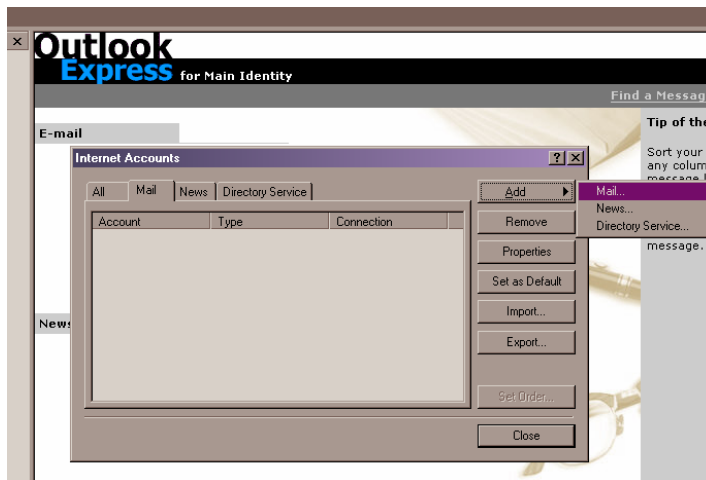 Outlook
Express for Main Identity
Find a Messag
Tip of the
E-mail
Sort your
any colum
message
Internet Accounts
All Mail News Directory Service
Add
Mail...
News...
Directory Service...
Account Type Connection
Remove
Properties
message.
Set as Default
Import...
News
Export...
Set Order...
Close